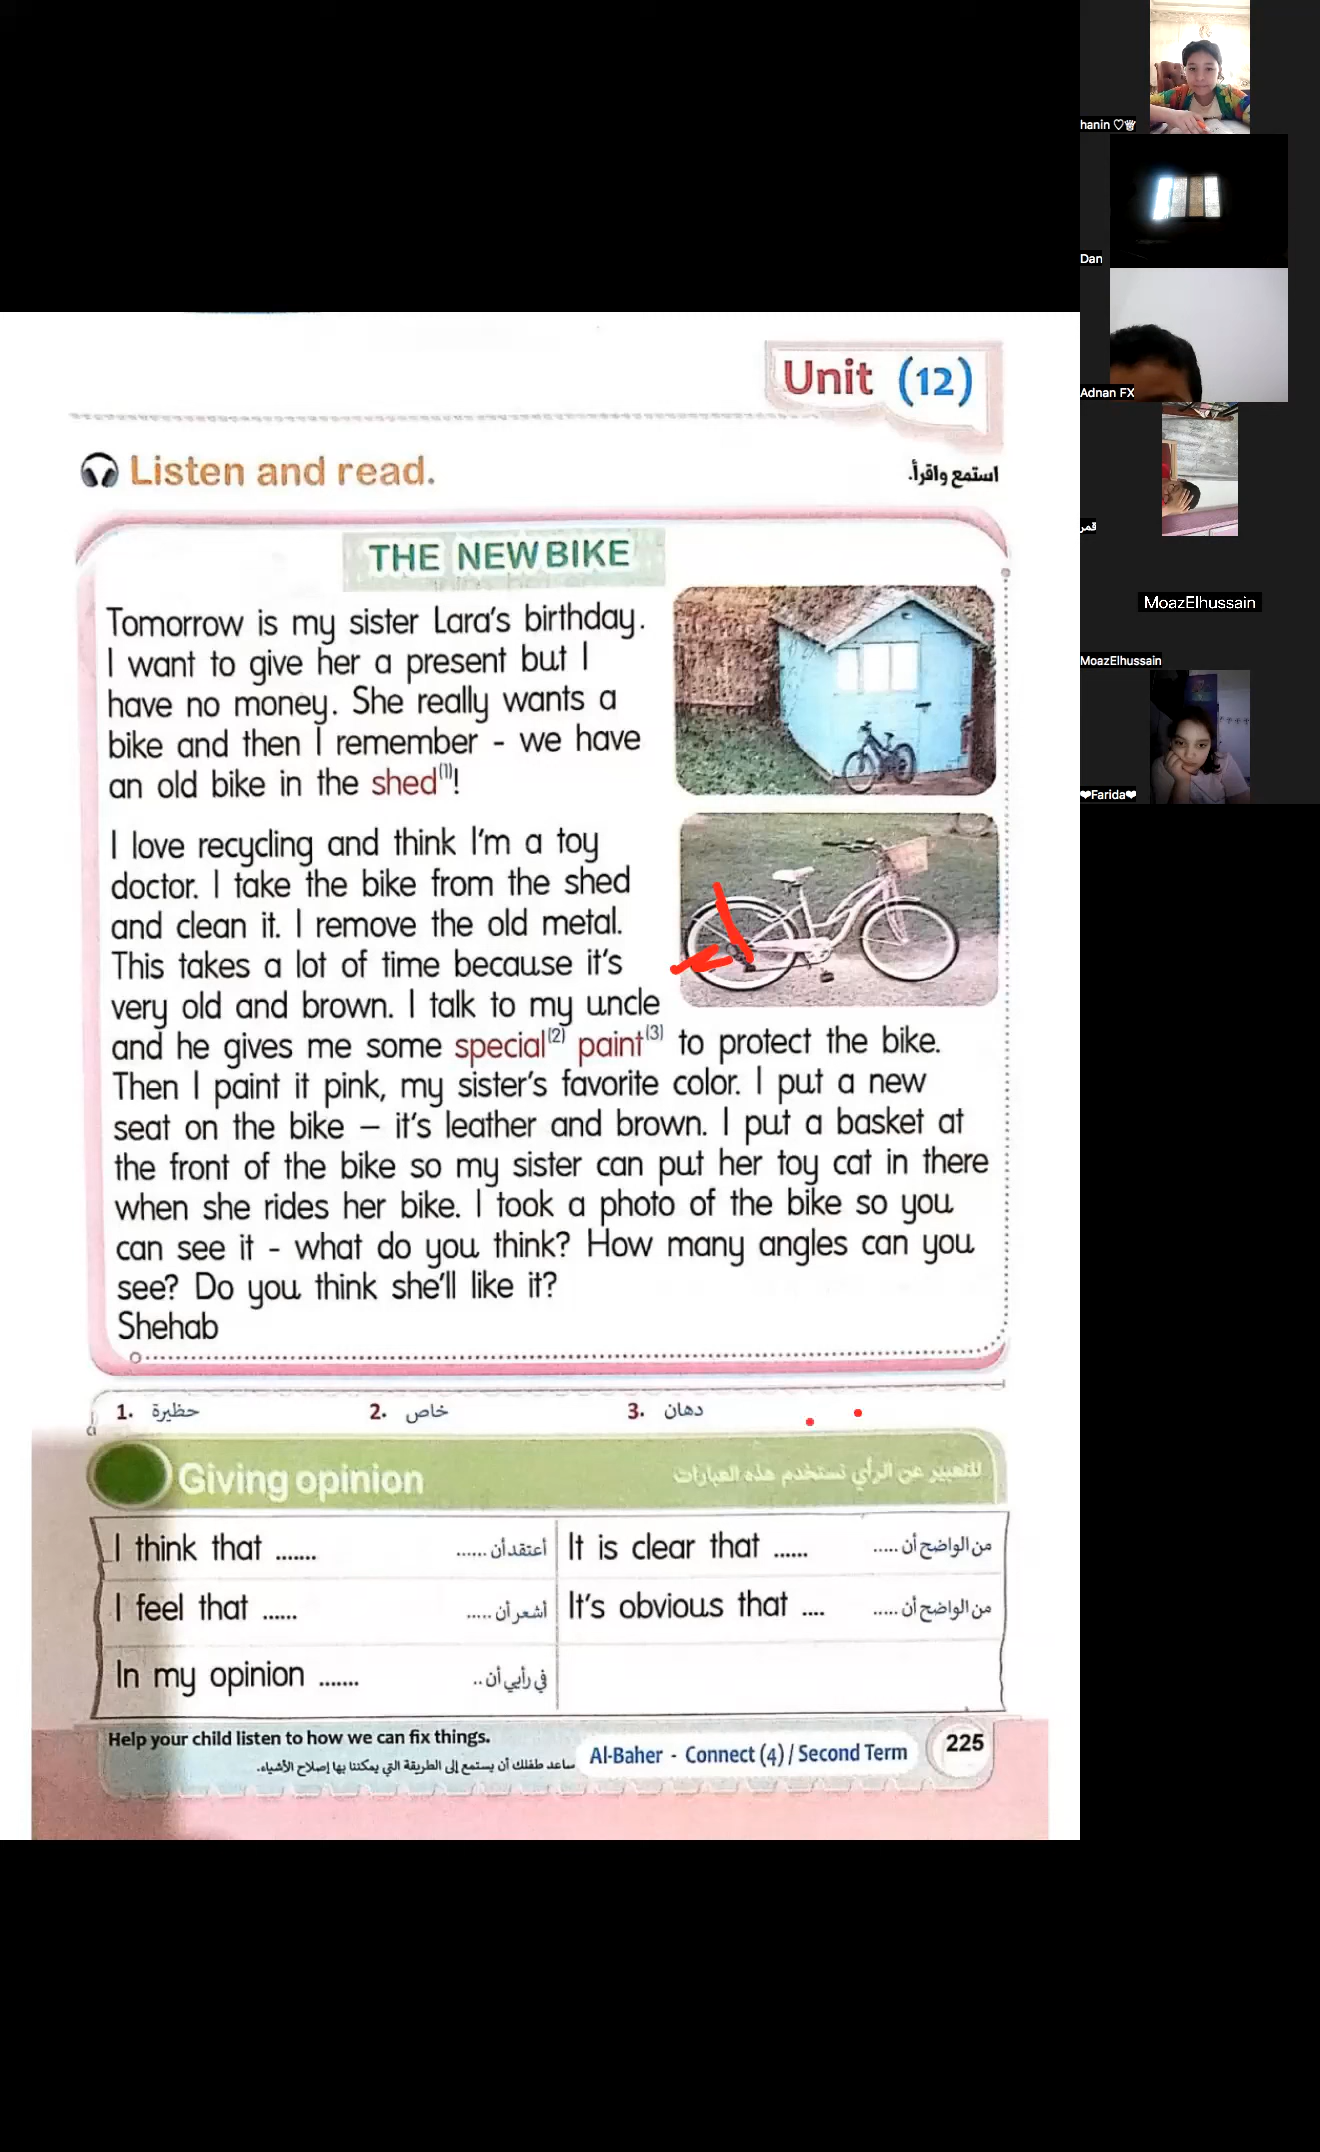 hanin ♡♕
Dan
Adnan FX
قمر
MoazElhussain
MoazElhussain
❤Farida❤
Unit (12)
Listen and read.
استمع واقرأ.
THE NEW BIKE
Tomorrow is my sister Lara's birthday.
I want to give her a present but I
have no money. She really wants a
bike and then I remember - we have
an old bike in the shed(1)!
I love recycling and think I'm a toy
doctor. I take the bike from the shed
and clean it. I remove the old metal.
This takes a lot of time because it's
very old and brown. I talk to my uncle
and he gives me some special(2) paint(3) to protect the bike.
Then I paint it pink, my sister's favorite color. I put a new
seat on the bike – it's leather and brown. I put a basket at
the front of the bike so my sister can put her toy cat in there
when she rides her bike. I took a photo of the bike so you
can see it - what do you think? How many angles can you
see? Do you think she'll like it?
Shehab
1. حظيرة 2. خاص 3. دهان
Giving opinion
للتعبير عن الرأي نستخدم هذه العبارات
I think that ....... أعتقد أن ......
It is clear that ...... من الواضح أن .....
I feel that ...... أشعر أن .....
It's obvious that .... من الواضح أن .....
In my opinion ....... في رأيي أن ..
Help your child listen to how we can fix things.
ساعد طفلك أن يستمع إلى الطريقة التي يمكننا بها إصلاح الأشياء.
Al-Baher - Connect (4) / Second Term
225